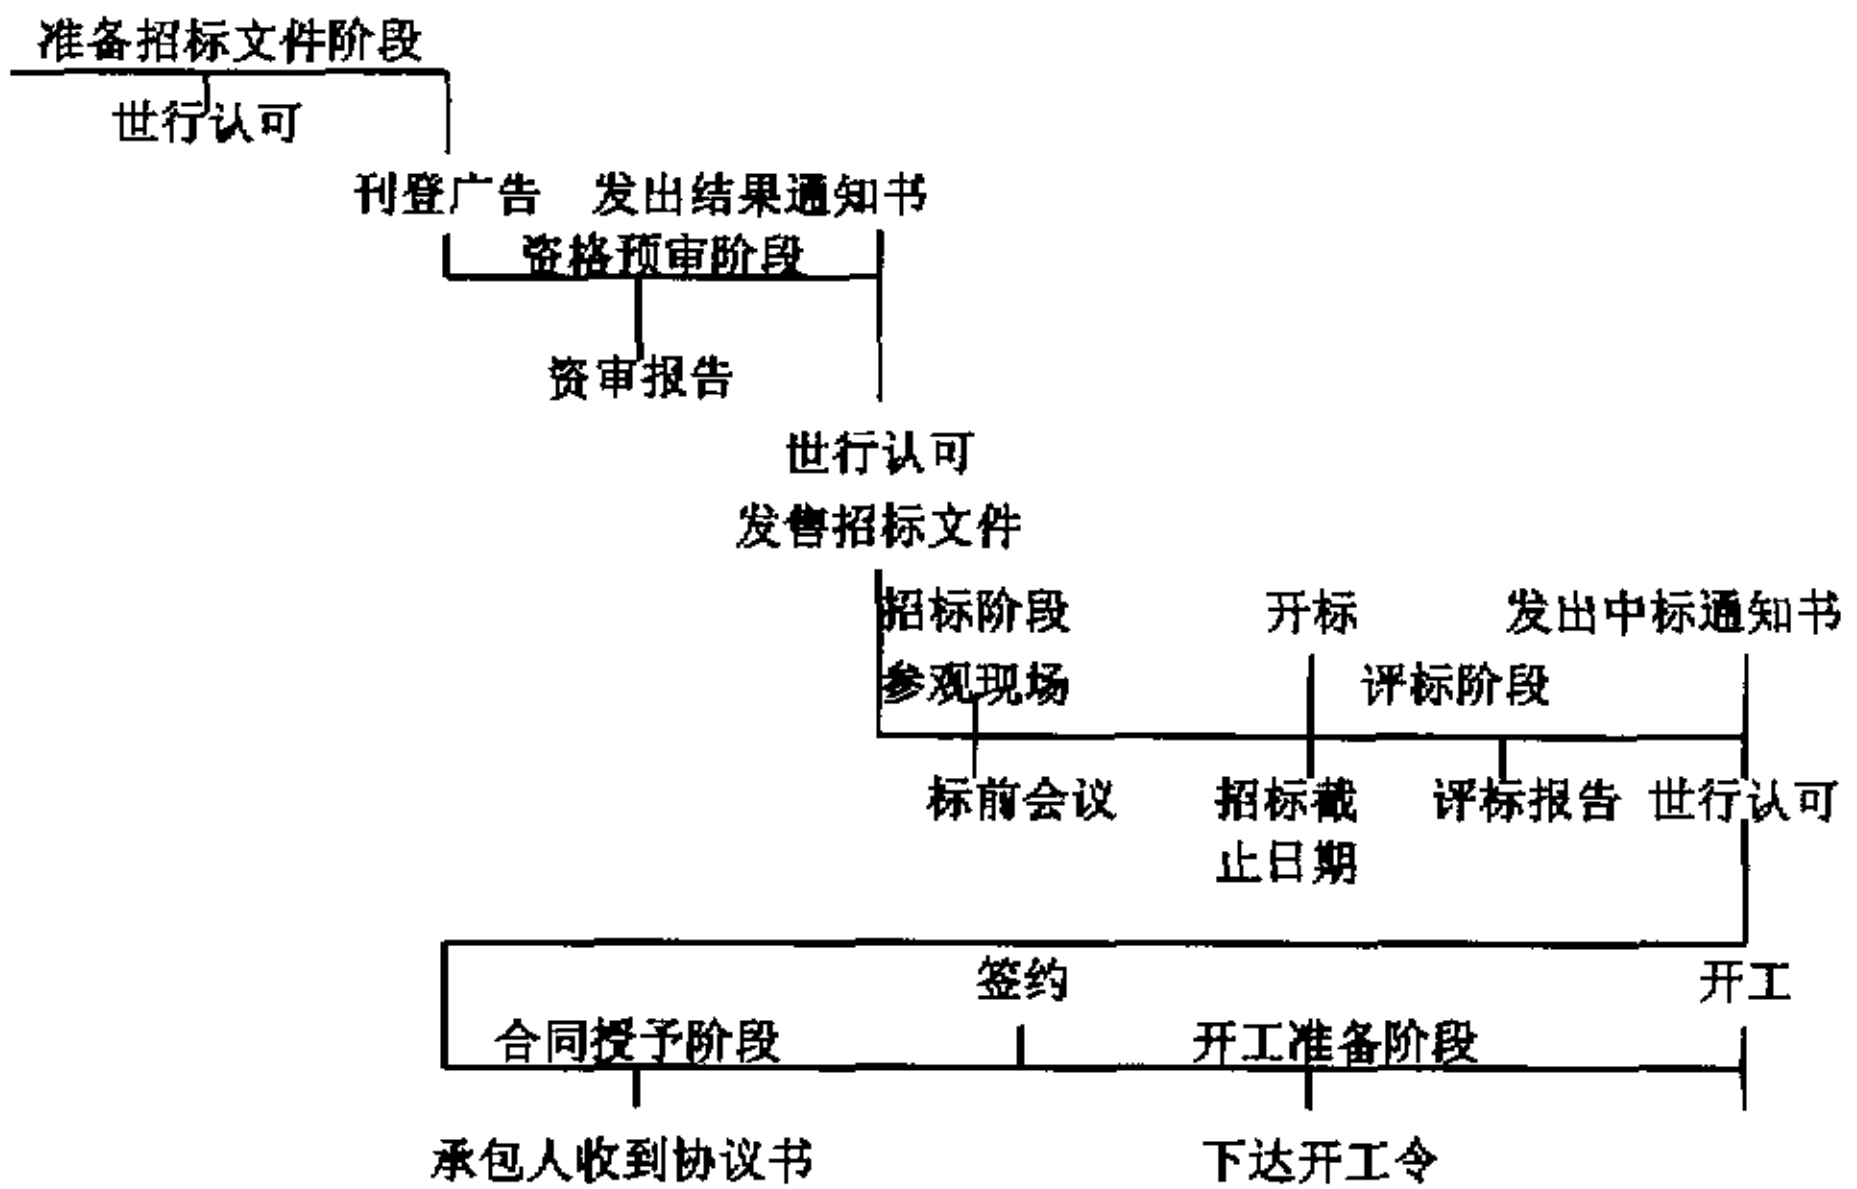 准备招标文件阶段
世行认可
刊登广告 发出结果通知书
资格预审阶段
资审报告
世行认可
发售招标文件
招标阶段 开标 发出中标通知书
参观现场 评标阶段
标前会议 招标截 评标报告 世行认可
止日期
签约 开工
合同授予阶段 开工准备阶段
承包人收到协议书 下达开工令